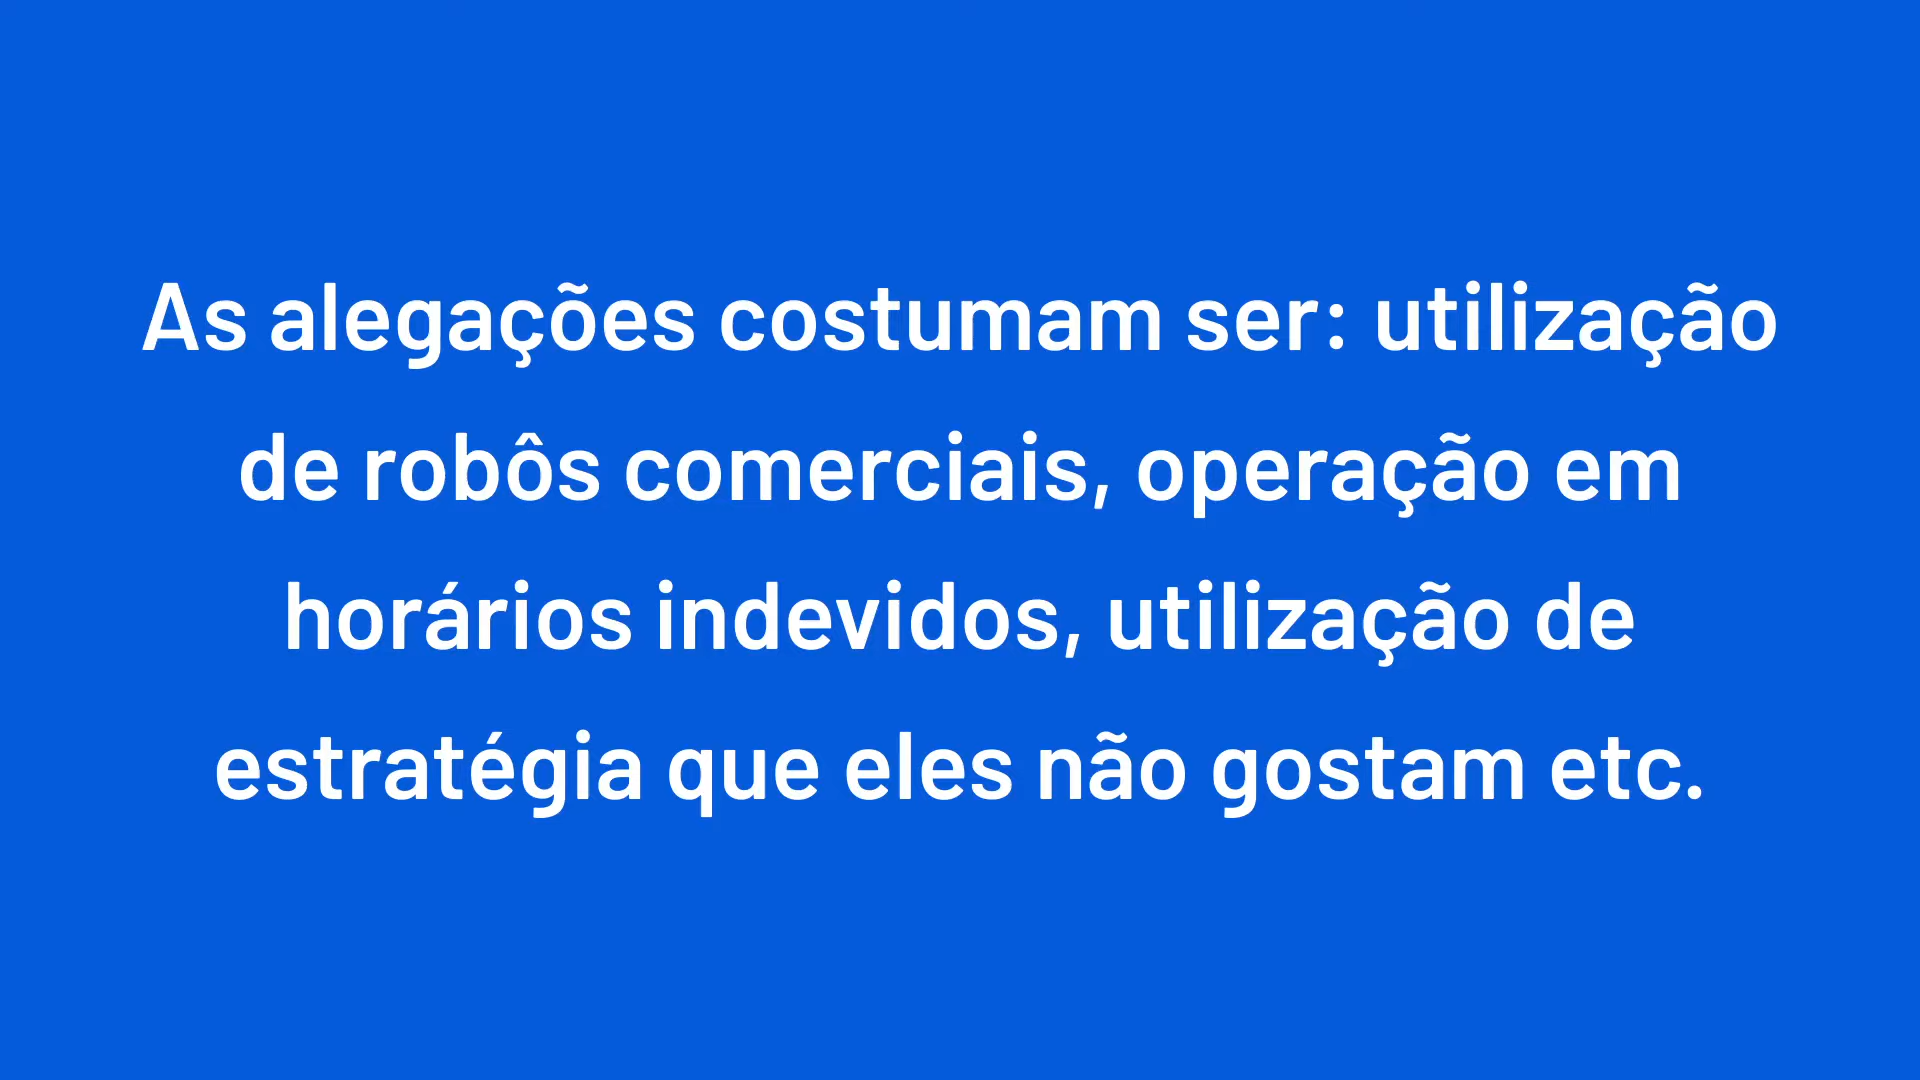 As alegações costumam ser: utilização
de robôs comerciais, operação em
horários indevidos, utilização de
estratégia que eles não gostam etc.